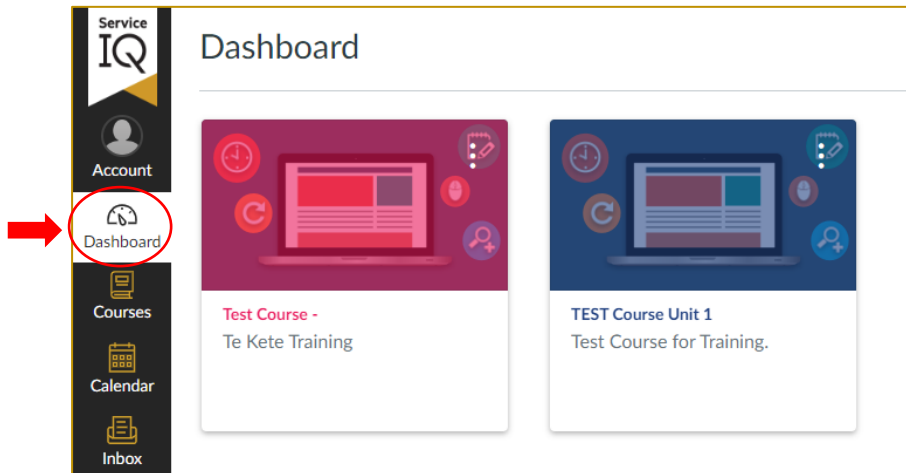 Service
IQ
Dashboard
Account
Dashboard
Courses
Calendar
Inbox
Test Course -
Te Kete Training
TEST Course Unit 1
Test Course for Training.